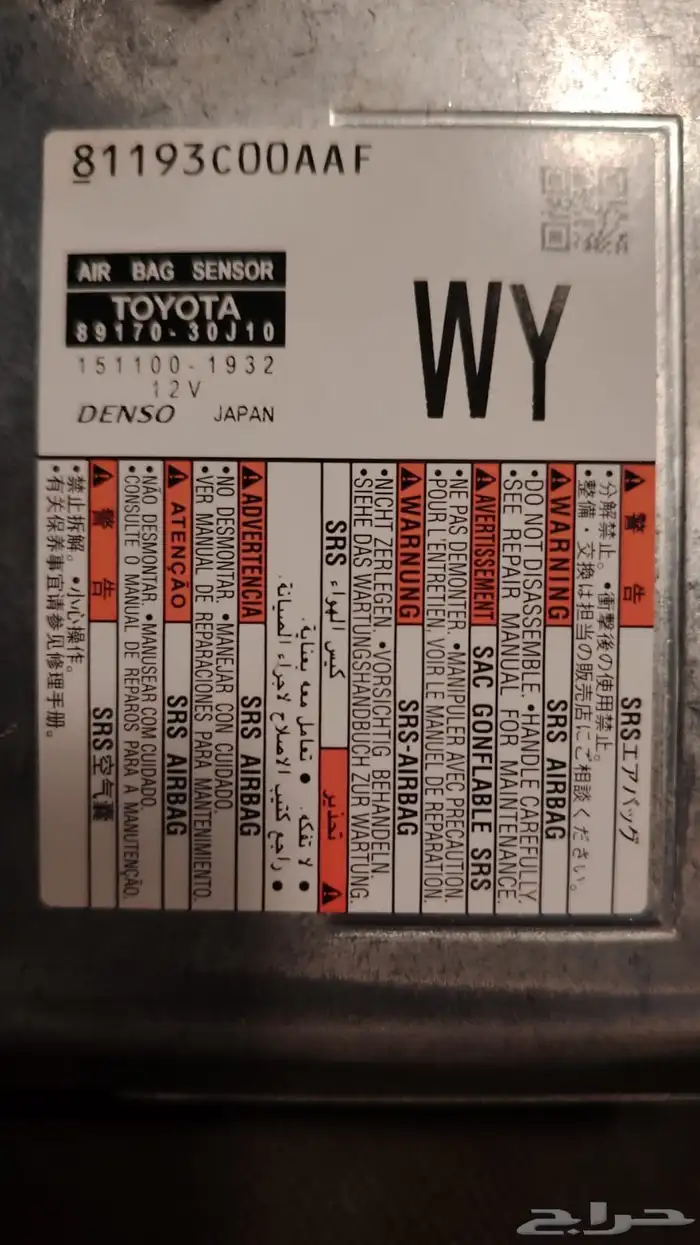 81193C00AAF
AIR BAG SENSOR
TOYOTA
89170-30J10
151100-1932
12V
DENSO JAPAN
WY
⚠警告 SRSエアバッグ
•分解禁止。 •衝撃後の使用禁止。
•整備・交換は担当の販売店にご相談ください。
⚠WARNING SRS AIRBAG
•DO NOT DISASSEMBLE. •HANDLE CAREFULLY.
•SEE REPAIR MANUAL FOR MAINTENANCE.
⚠AVERTISSEMENT SAC GONFLABLE SRS
•NE PAS DEMONTER. •MANIPULER AVEC PRECAUTION.
•POUR L'ENTRETIEN, VOIR LE MANUEL DE REPARATION.
⚠WARNUNG SRS-AIRBAG
•NICHT ZERLEGEN. •VORSICHTIG BEHANDELN.
•SIEHE DAS WARTUNGSHANDBUCH ZUR WARTUNG.
⚠ تحذير كيس الهواء SRS
• لا تفكه. • تعامل معه بعناية.
• راجع كتيب الاصلاح لاجراء الصيانة.
⚠ADVERTENCIA SRS AIRBAG
•NO DESMONTAR. •MANEJAR CON CUIDADO.
•VER MANUAL DE REPARACIONES PARA MANTENIMIENTO.
⚠ATENÇÃO SRS AIRBAG
•NÃO DESMONTAR. •MANUSEAR COM CUIDADO.
•CONSULTE O MANUAL DE REPAROS PARA A MANUTENÇÃO.
⚠警告 SRS空气囊
•禁止拆解。 •小心操作。
•有关保养事宜请参见修理手册。
حراج